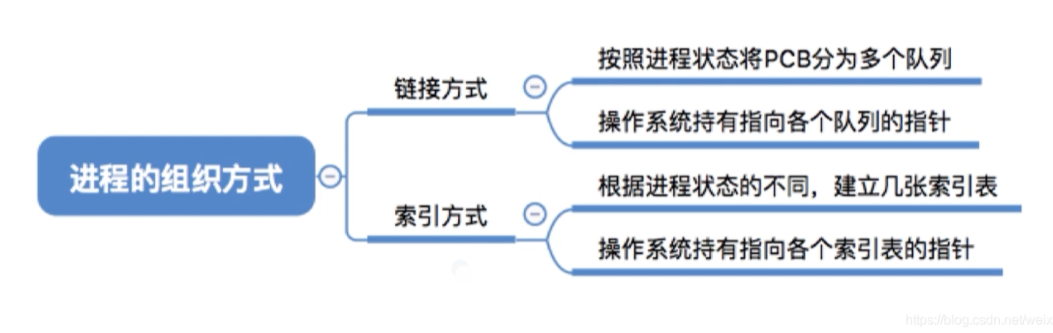 按照进程状态将PCB分为多个队列
链接方式
操作系统持有指向各个队列的指针
进程的组织方式
根据进程状态的不同，建立几张索引表
索引方式
操作系统持有指向各个索引表的指针
https://blog.csdn.net/weix